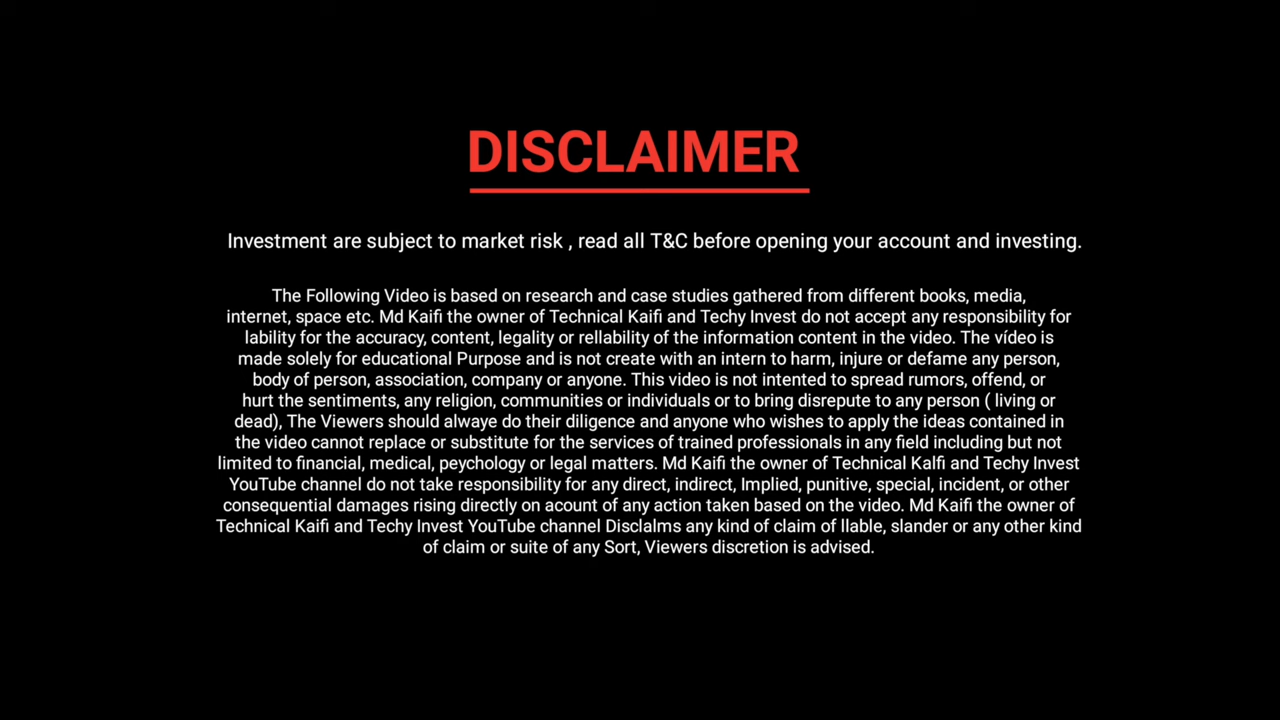 DISCLAIMER
Investment are subject to market risk , read all T&C before opening your account and investing.
The Following Video is based on research and case studies gathered from different books, media,
internet, space etc. Md Kaifi the owner of Technical Kaifi and Techy Invest do not accept any responsibility for
lability for the accuracy, content, legality or rellability of the information content in the video. The vídeo is
made solely for educational Purpose and is not create with an intern to harm, injure or defame any person,
body of person, association, company or anyone. This video is not intented to spread rumors, offend, or
hurt the sentiments, any religion, communities or individuals or to bring disrepute to any person ( living or
dead), The Viewers should alwaye do their diligence and anyone who wishes to apply the ideas contained in
the video cannot replace or substitute for the services of trained professionals in any field including but not
limited to financial, medical, peychology or legal matters. Md Kaifi the owner of Technical Kalfi and Techy Invest
YouTube channel do not take responsibility for any direct, indirect, Implied, punitive, special, incident, or other
consequential damages rising directly on acount of any action taken based on the video. Md Kaifi the owner of
Technical Kaifi and Techy Invest YouTube channel Disclalms any kind of claim of llable, slander or any other kind
of claim or suite of any Sort, Viewers discretion is advised.